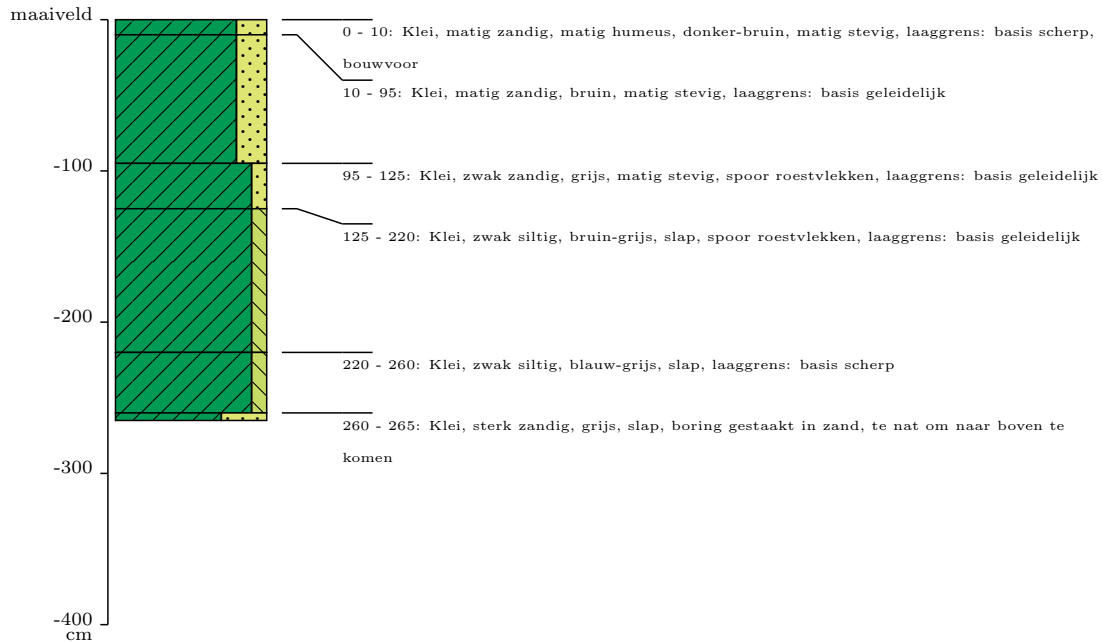 maaiveld
0 - 10: Klei, matig zandig, matig humeus, donker-bruin, matig stevig, laaggrens: basis scherp,
bouwvoor
10 - 95: Klei, matig zandig, bruin, matig stevig, laaggrens: basis geleidelijk
-100
95 - 125: Klei, zwak zandig, grijs, matig stevig, spoor roestvlekken, laaggrens: basis geleidelijk
125 - 220: Klei, zwak siltig, bruin-grijs, slap, spoor roestvlekken, laaggrens: basis geleidelijk
-200
220 - 260: Klei, zwak siltig, blauw-grijs, slap, laaggrens: basis scherp
260 - 265: Klei, sterk zandig, grijs, slap, boring gestaakt in zand, te nat om naar boven te
komen
-300
-400
cm